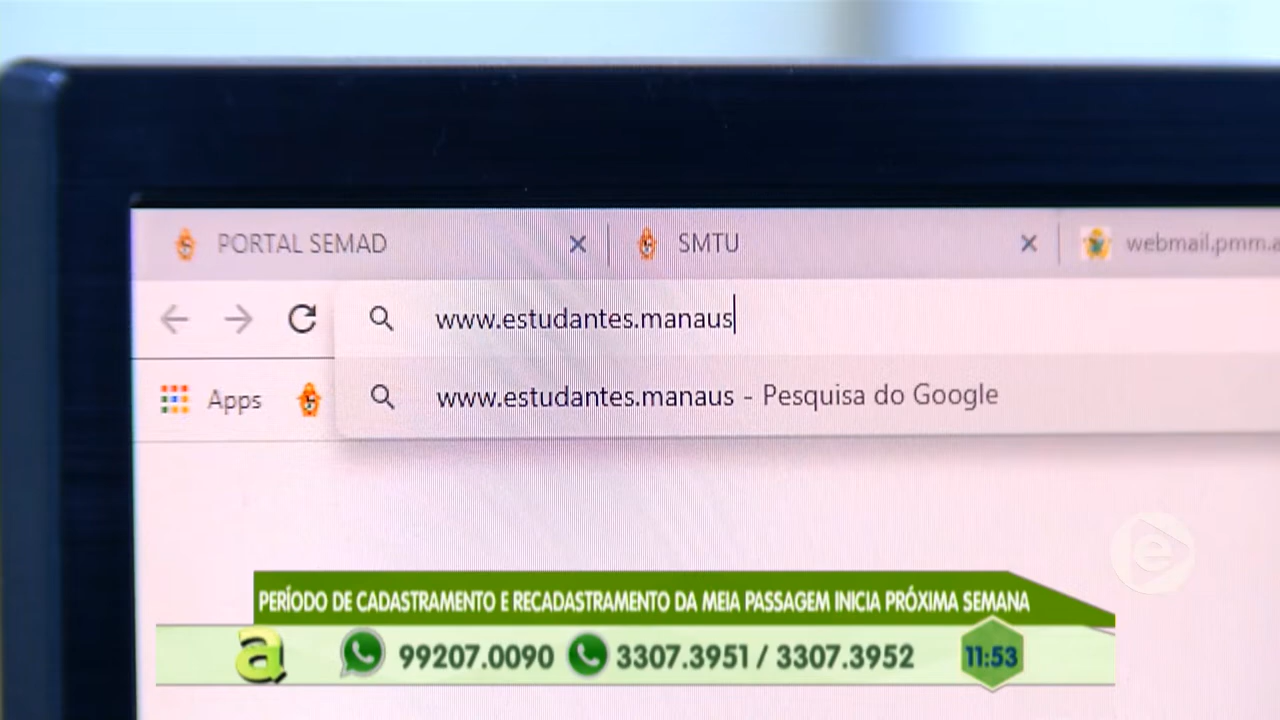 PORTAL SEMAD
SMTU
webmail.pmm.a
www.estudantes.manaus
Apps
www.estudantes.manaus - Pesquisa do Google
e
PERÍODO DE CADASTRAMENTO E RECADASTRAMENTO DA MEIA PASSAGEM INICIA PRÓXIMA SEMANA
a 99207.0090 3307.3951 / 3307.3952 11:53